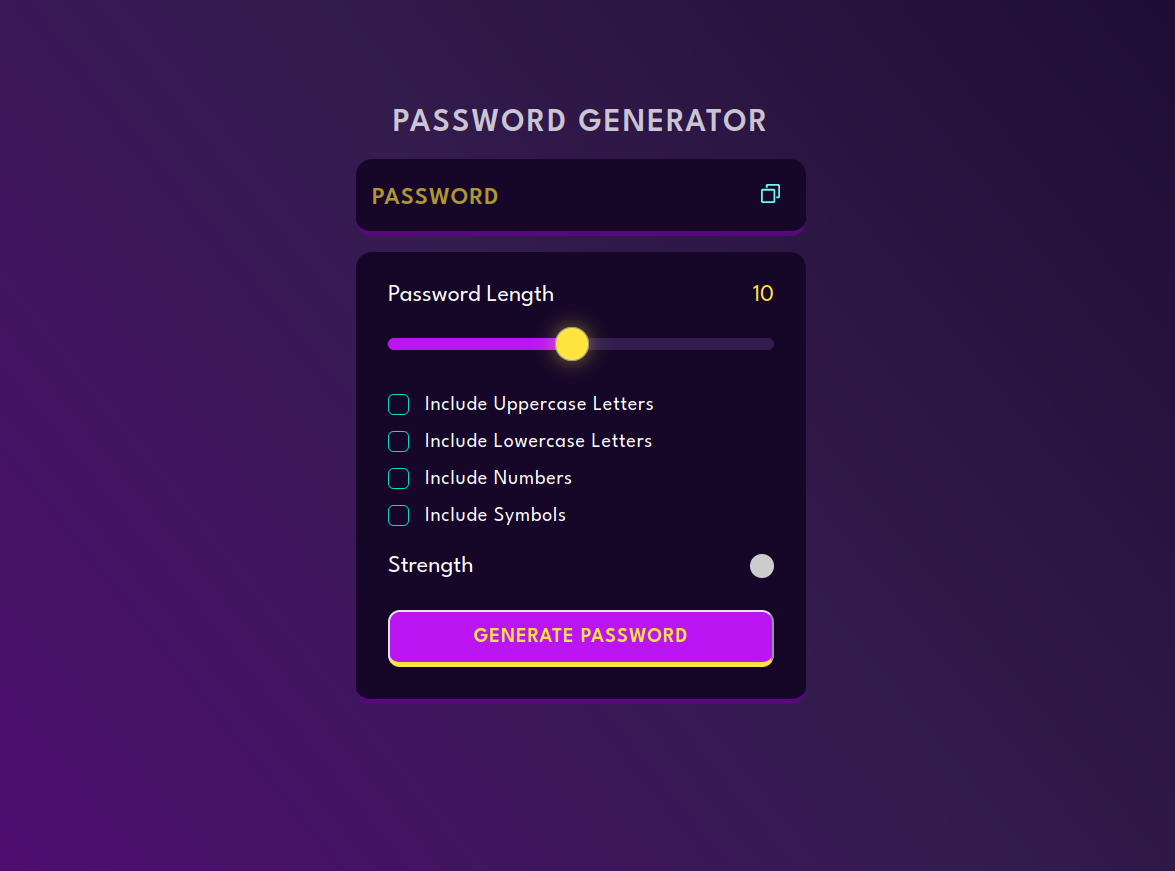 PASSWORD GENERATOR
PASSWORD
Password Length 10
Include Uppercase Letters
Include Lowercase Letters
Include Numbers
Include Symbols
Strength
GENERATE PASSWORD